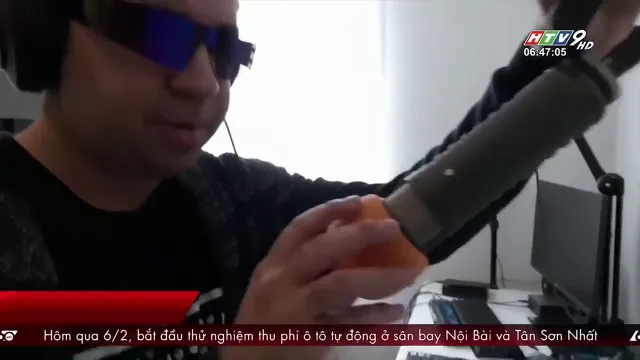 HTV9 HD
06:47:05
Hôm qua 6/2, bắt đầu thử nghiệm thu phí ô tô tự động ở sân bay Nội Bài và Tân Sơn Nhất